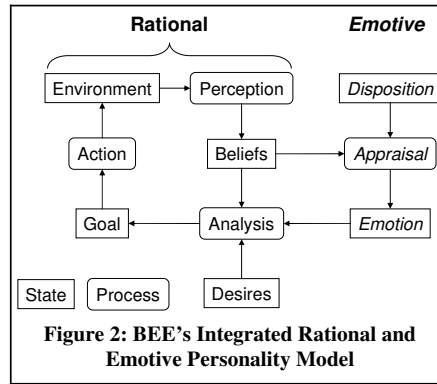 Rational
Emotive
Environment
Perception
Disposition
Action
Beliefs
Appraisal
Goal
Analysis
Emotion
State
Process
Desires
Figure 2: BEE's Integrated Rational and
Emotive Personality Model